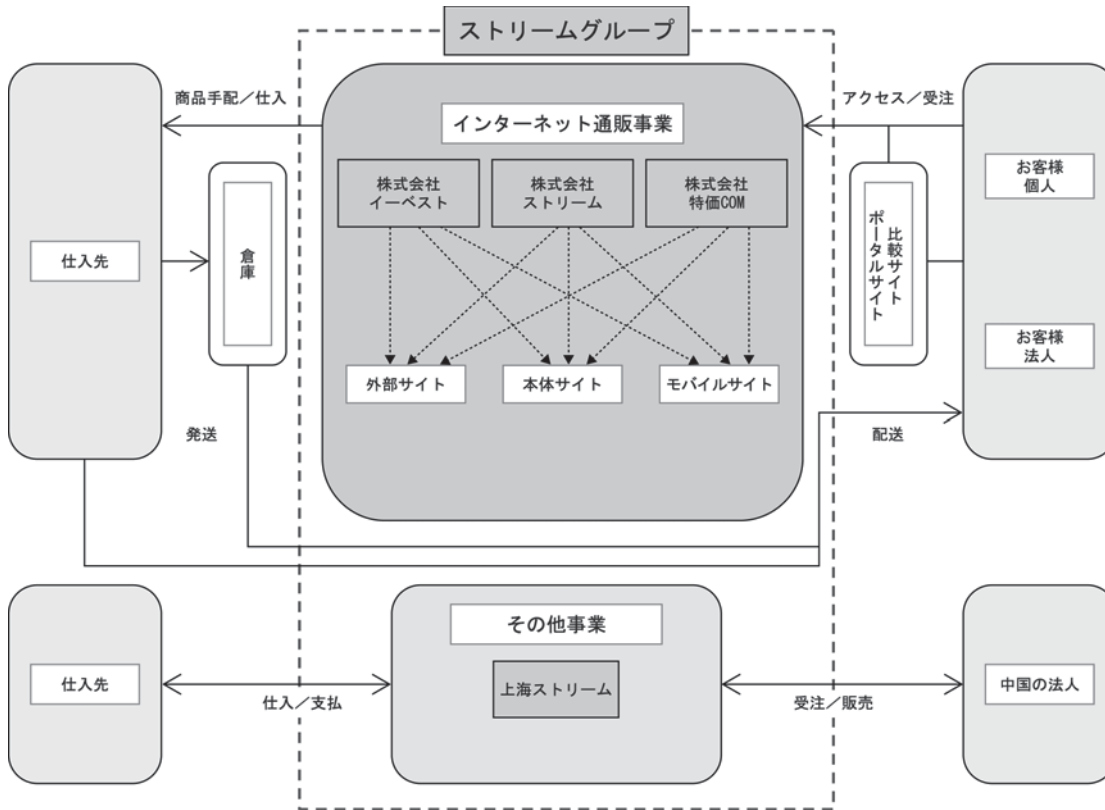 ストリームグループ
商品手配／仕入
アクセス／受注
インターネット通販事業
株式会社
イーベスト
株式会社
ストリーム
株式会社
特価COM
お客様
個人
仕入先
倉庫
比較サイト
ポータルサイト
お客様
法人
外部サイト
本体サイト
モバイルサイト
発送
配送
その他事業
仕入先
上海ストリーム
中国の法人
仕入／支払
受注／販売